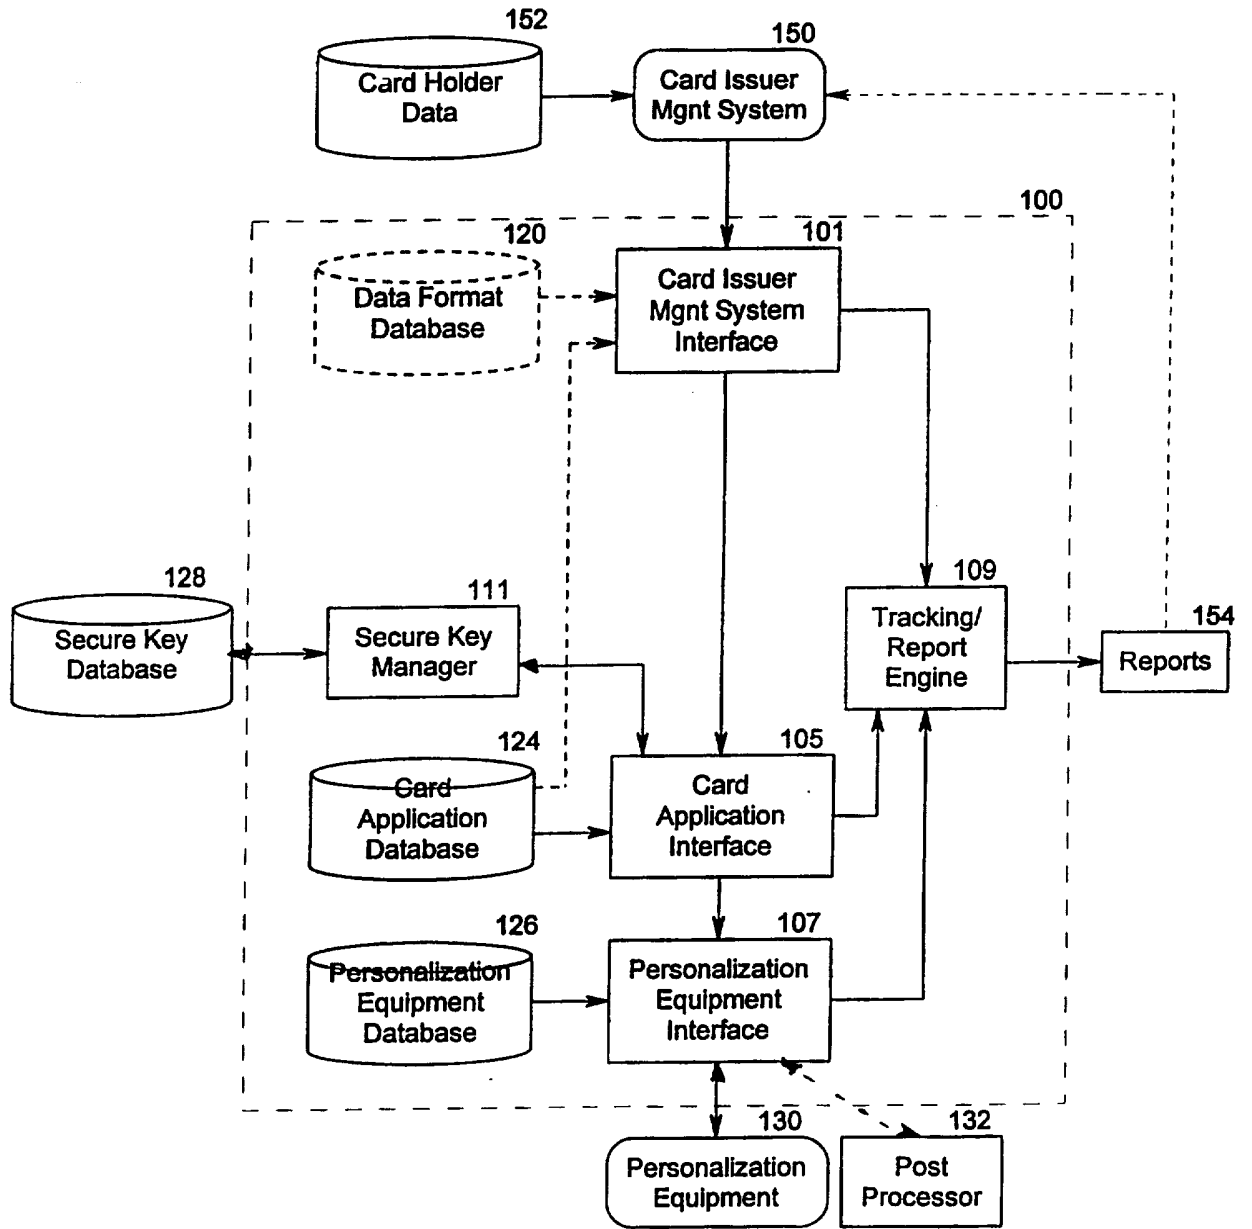 152
Card Holder
Data
150
Card Issuer
Mgnt System
100
120
Data Format
Database
101
Card Issuer
Mgnt System
Interface
128
Secure Key
Database
111
Secure Key
Manager
109
Tracking/
Report
Engine
154
Reports
124
Card
Application
Database
105
Card
Application
Interface
126
Personalization
Equipment
Database
107
Personalization
Equipment
Interface
130
Personalization
Equipment
132
Post
Processor